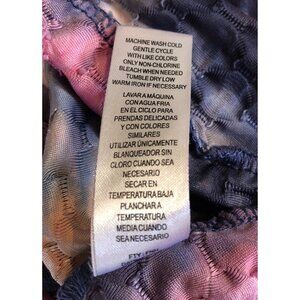 MACHINE WASH COLD
GENTLE CYCLE
WITH LIKE COLORS
ONLY NON-CHLORINE
BLEACH WHEN NEEDED
TUMBLE DRY LOW
WARM IRON IF NECESSARY
LAVAR A MÁQUINA
CON AGUA FRIA
EN EL CICLO PARA
PRENDAS DELICADAS
Y CON COLORES
SIMILARES
UTILIZAR ÚNICAMENTE
BLANQUEADOR SIN
CLORO CUANDO SEA
NECESARIO
SECAR EN
TEMPERATURA BAJA
PLANCHAR A
TEMPERATURA
MEDIA CUANDO
SEA NECESARIO